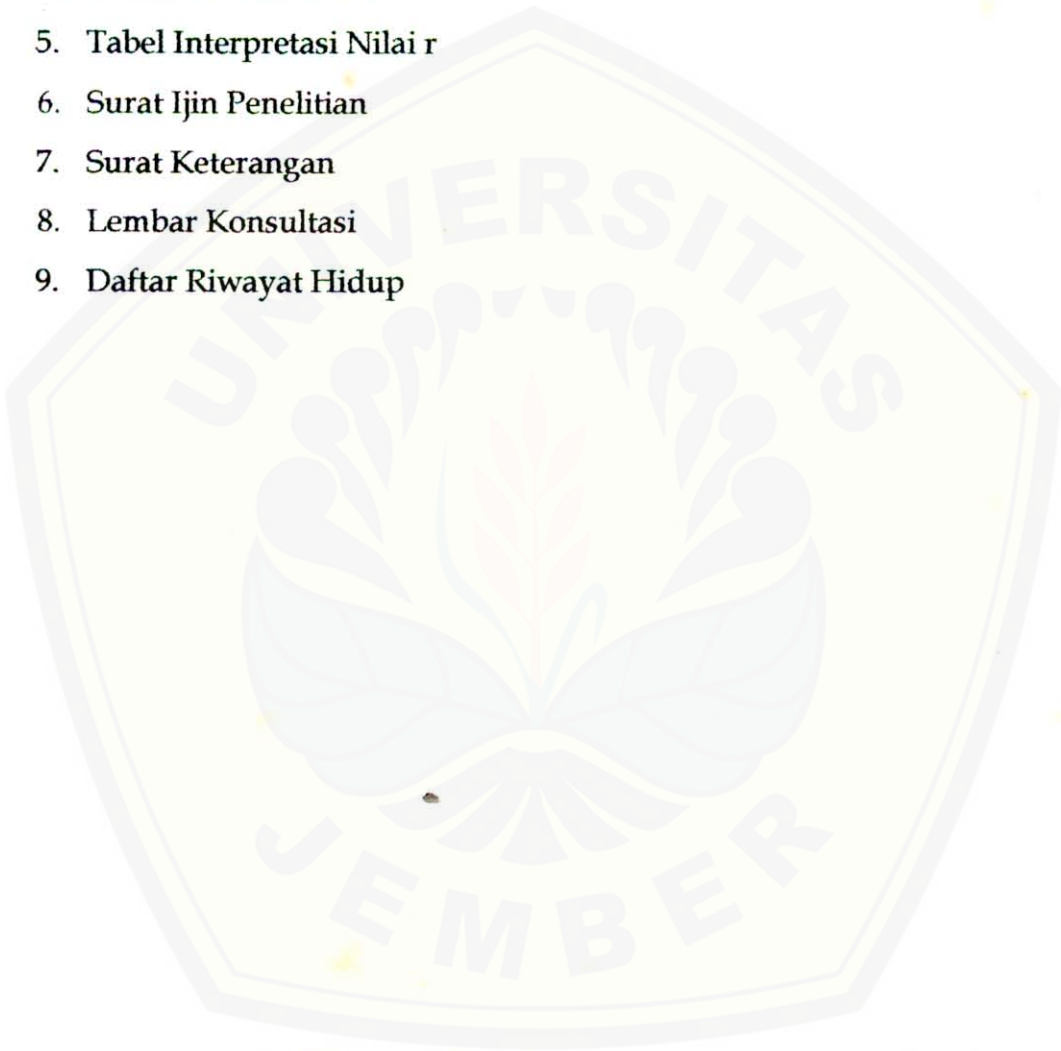 5. Tabel Interpretasi Nilai r
6. Surat Ijin Penelitian
7. Surat Keterangan
8. Lembar Konsultasi
9. Daftar Riwayat Hidup
UNIVERSITAS
JEMBER